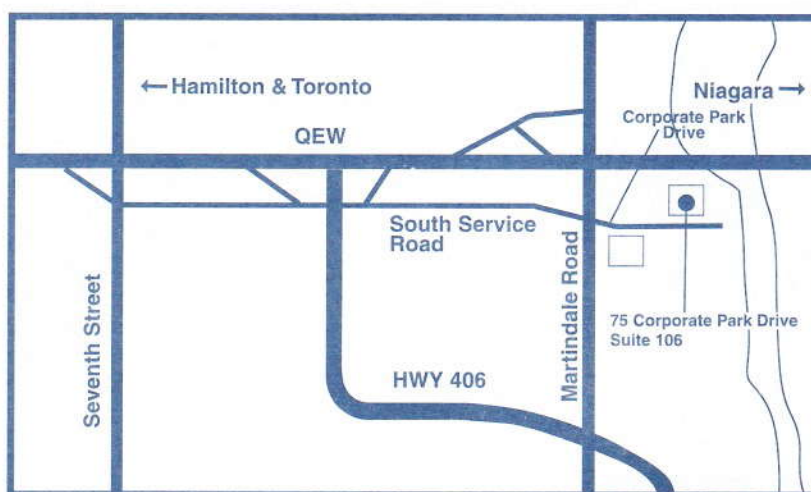 ← Hamilton & Toronto
Niagara →
Corporate Park
Drive
QEW
South Service
Road
Seventh Street
Martindale Road
75 Corporate Park Drive
Suite 106
HWY 406